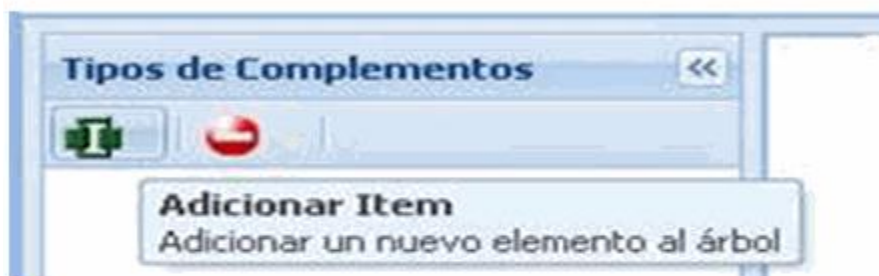 Tipos de Complementos
Adicionar Item
Adicionar un nuevo elemento al árbol